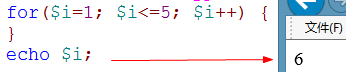 for($i=1; $i<=5; $i++) {
文件(F)
}
echo $i;
6